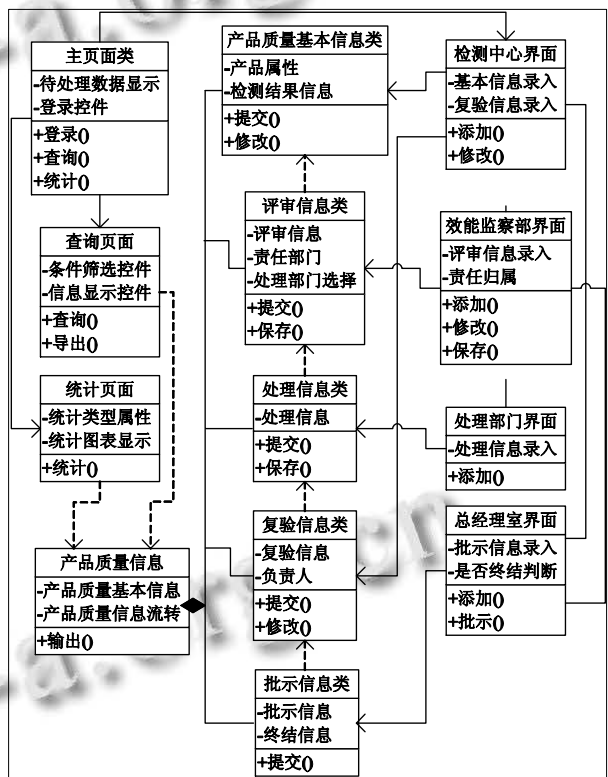 主页面类
-待处理数据显示
-登录控件
+登录()
+查询()
+统计()
查询页面
-条件筛选控件
-信息显示控件
+查询()
+导出()
统计页面
-统计类型属性
-统计图表显示
+统计()
产品质量信息
-产品质量基本信息
-产品质量信息流转
+输出()
产品质量基本信息类
-产品属性
-检测结果信息
+提交()
+修改()
评审信息类
-评审信息
-责任部门
-处理部门选择
+提交()
+保存()
处理信息类
-处理信息
+提交()
+保存()
复验信息类
-复验信息
-负责人
+提交()
+修改()
批示信息类
-批示信息
-终结信息
+提交()
检测中心界面
-基本信息录入
-复验信息录入
+添加()
+修改()
效能监察部界面
-评审信息录入
-责任归属
+添加()
+修改()
+保存()
处理部门界面
-处理信息录入
+添加()
总经理室界面
-批示信息录入
-是否终结判断
+添加()
+批示()